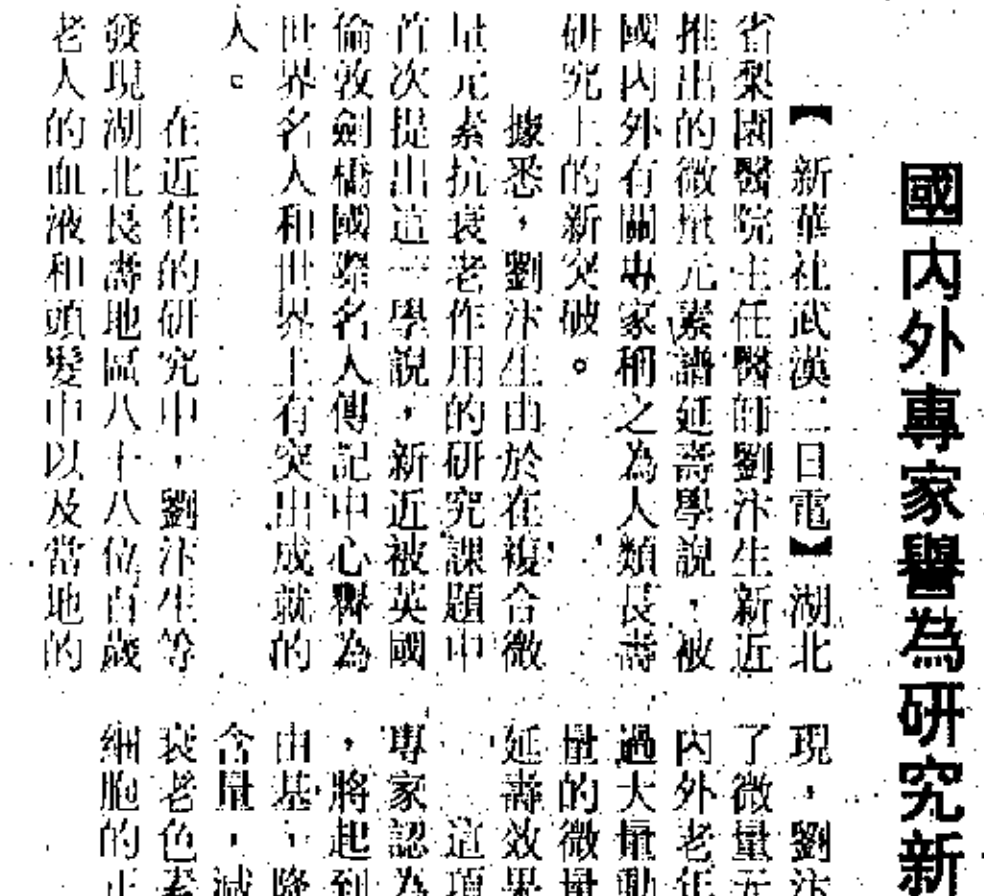 國內外專家譽為研究新
【新華社武漢二日電】湖北
省梨園醫院主任醫師劉汴生新近
推出的微量元素譜延壽學說，被
國內外有關專家稱之為人類長壽
研究上的新突破。
據悉，劉汴生由於在複合微
量元素抗衰老作用的研究課題中
首次提出這一學說，新近被英國
倫敦劍橋國際名人傳記中心譽為
世界名人和世界上有突出成就的
人。
在近年的研究中，劉汴生等
發現湖北長壽地區八十八位百歲
老人的血液和頭髮中以及當地的
現，劉汴
了微量元
內外老年
過大量動
量的微量
延壽效果
這項
專家認為
，將起到
由基，降
含量，減
衰老色素
細胞的正